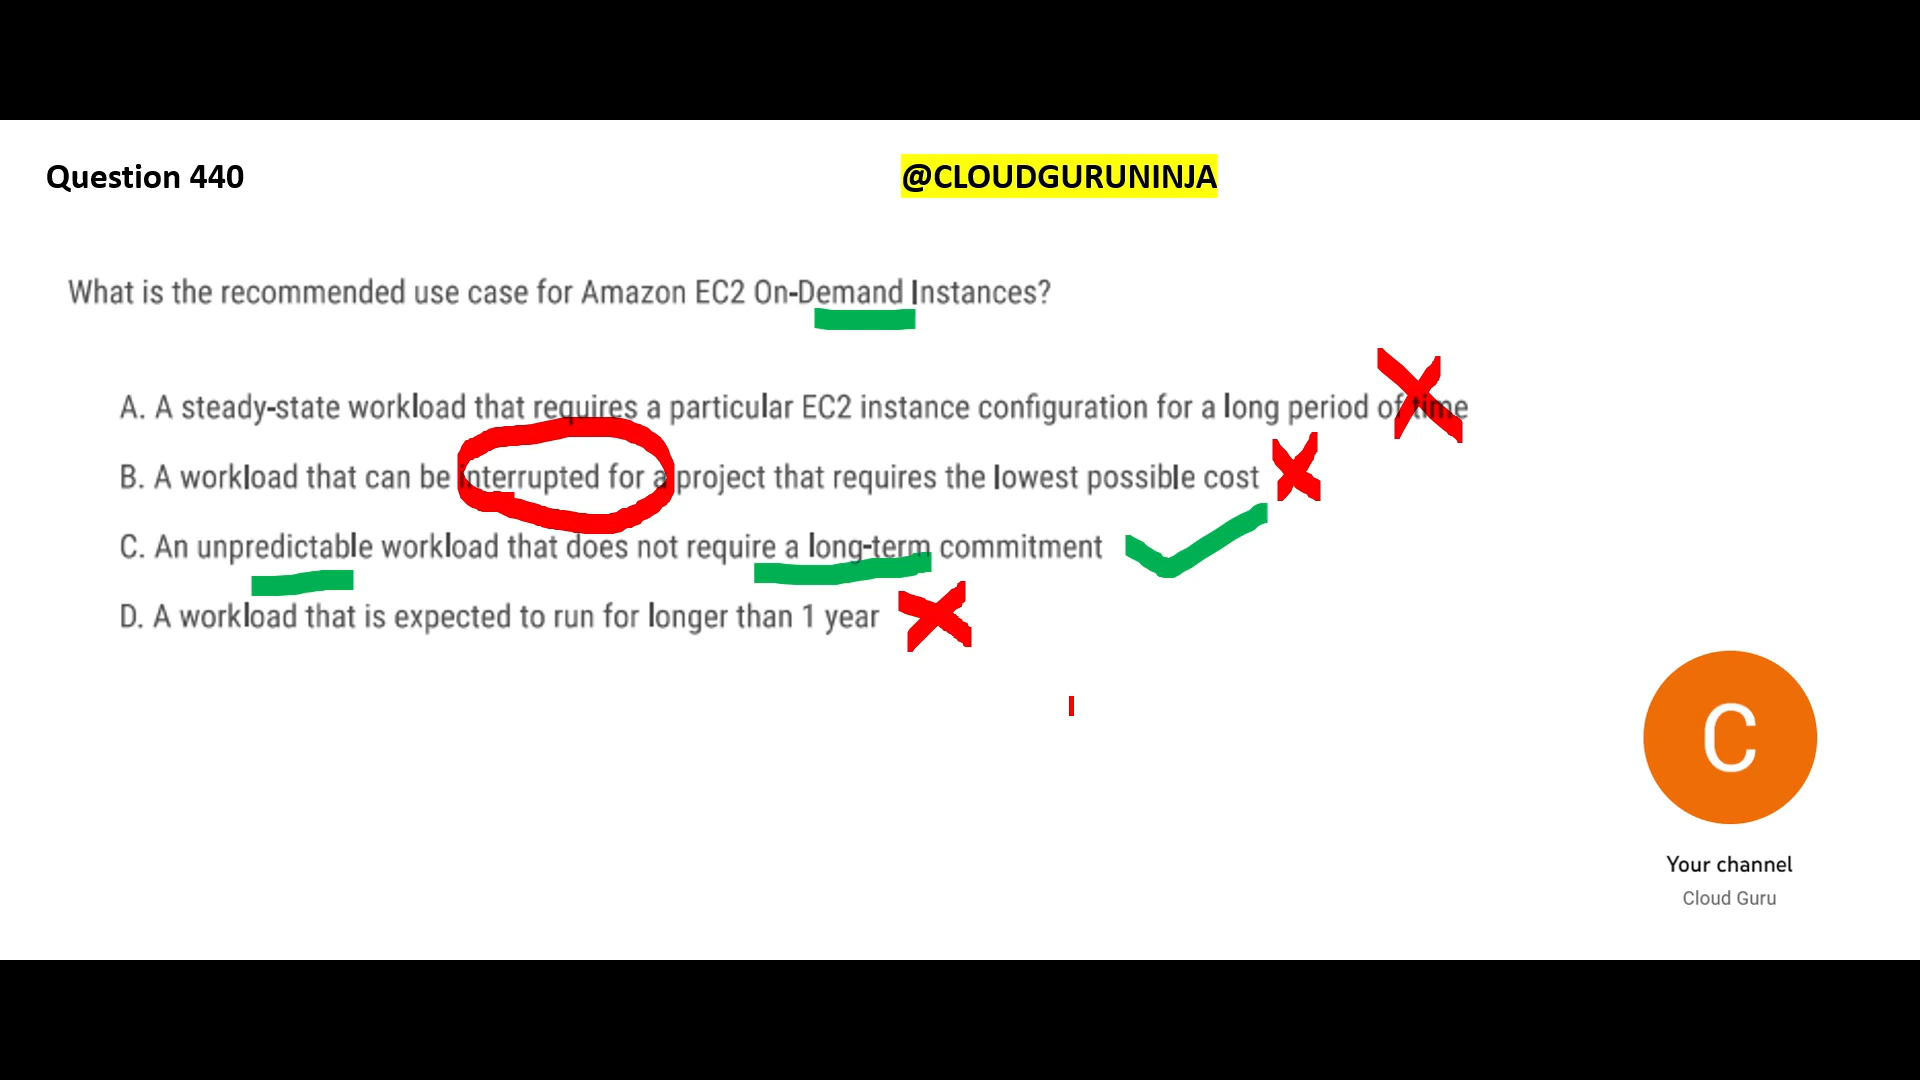 Question 440
@CLOUDGURUNINJA
What is the recommended use case for Amazon EC2 On-Demand Instances?
A. A steady-state workload that requires a particular EC2 instance configuration for a long period of time
B. A workload that can be interrupted for a project that requires the lowest possible cost
C. An unpredictable workload that does not require a long-term commitment
D. A workload that is expected to run for longer than 1 year
C
Your channel
Cloud Guru